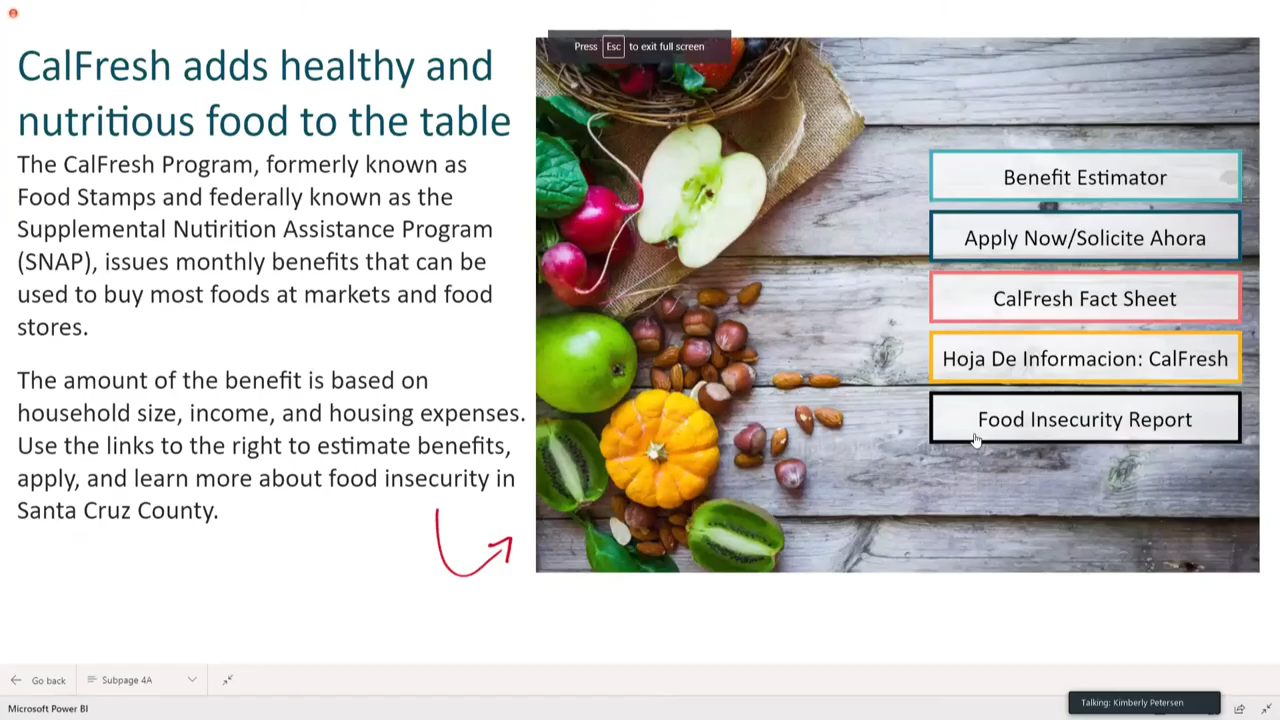 CalFresh adds healthy and
nutritious food to the table
The CalFresh Program, formerly known as
Food Stamps and federally known as the
Supplemental Nutirition Assistance Program
(SNAP), issues monthly benefits that can be
used to buy most foods at markets and food
stores.
The amount of the benefit is based on
household size, income, and housing expenses.
Use the links to the right to estimate benefits,
apply, and learn more about food insecurity in
Santa Cruz County.
Press Esc to exit full screen
Benefit Estimator
Apply Now/Solicite Ahora
CalFresh Fact Sheet
Hoja De Informacion: CalFresh
Food Insecurity Report
Go back
Subpage 4A
Microsoft Power BI
Talking: Kimberly Petersen